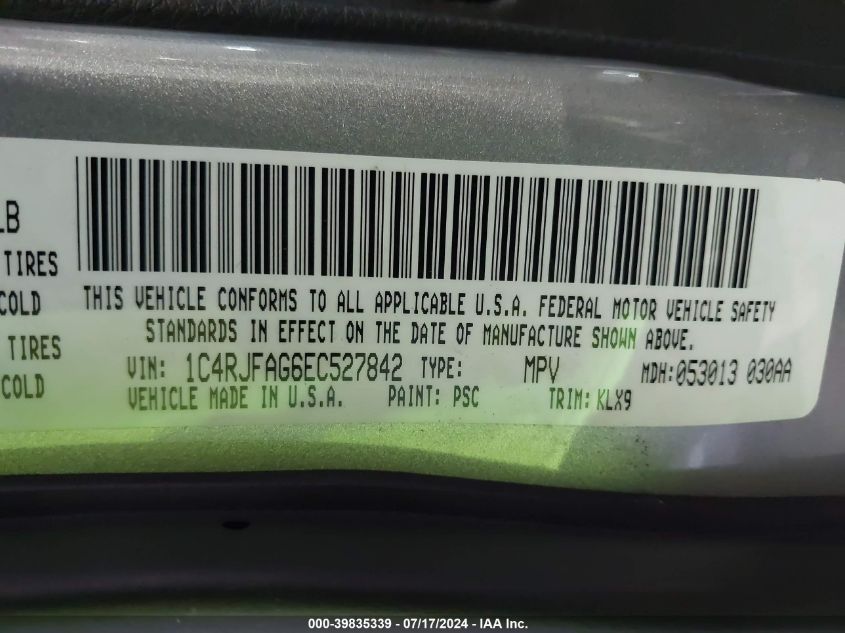 LB
TIRES
COLD
TIRES
COLD
THIS VEHICLE CONFORMS TO ALL APPLICABLE U.S.A. FEDERAL MOTOR VEHICLE SAFETY
STANDARDS IN EFFECT ON THE DATE OF MANUFACTURE SHOWN ABOVE.
VIN: 1C4RJFAG6EC527842 TYPE: MPV MDH:053013 030AA
VEHICLE MADE IN U.S.A. PAINT: PSC TRIM: KLX9
000-39835339 - 07/17/2024 - IAA Inc.